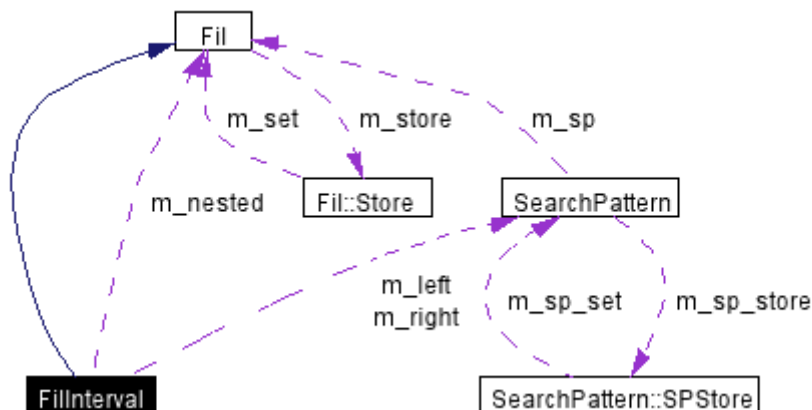 Fil
m_set
m_store
m_sp
m_nested
Fil::Store
SearchPattern
m_left
m_right
m_sp_set
m_sp_store
FilInterval
SearchPattern::SPStore